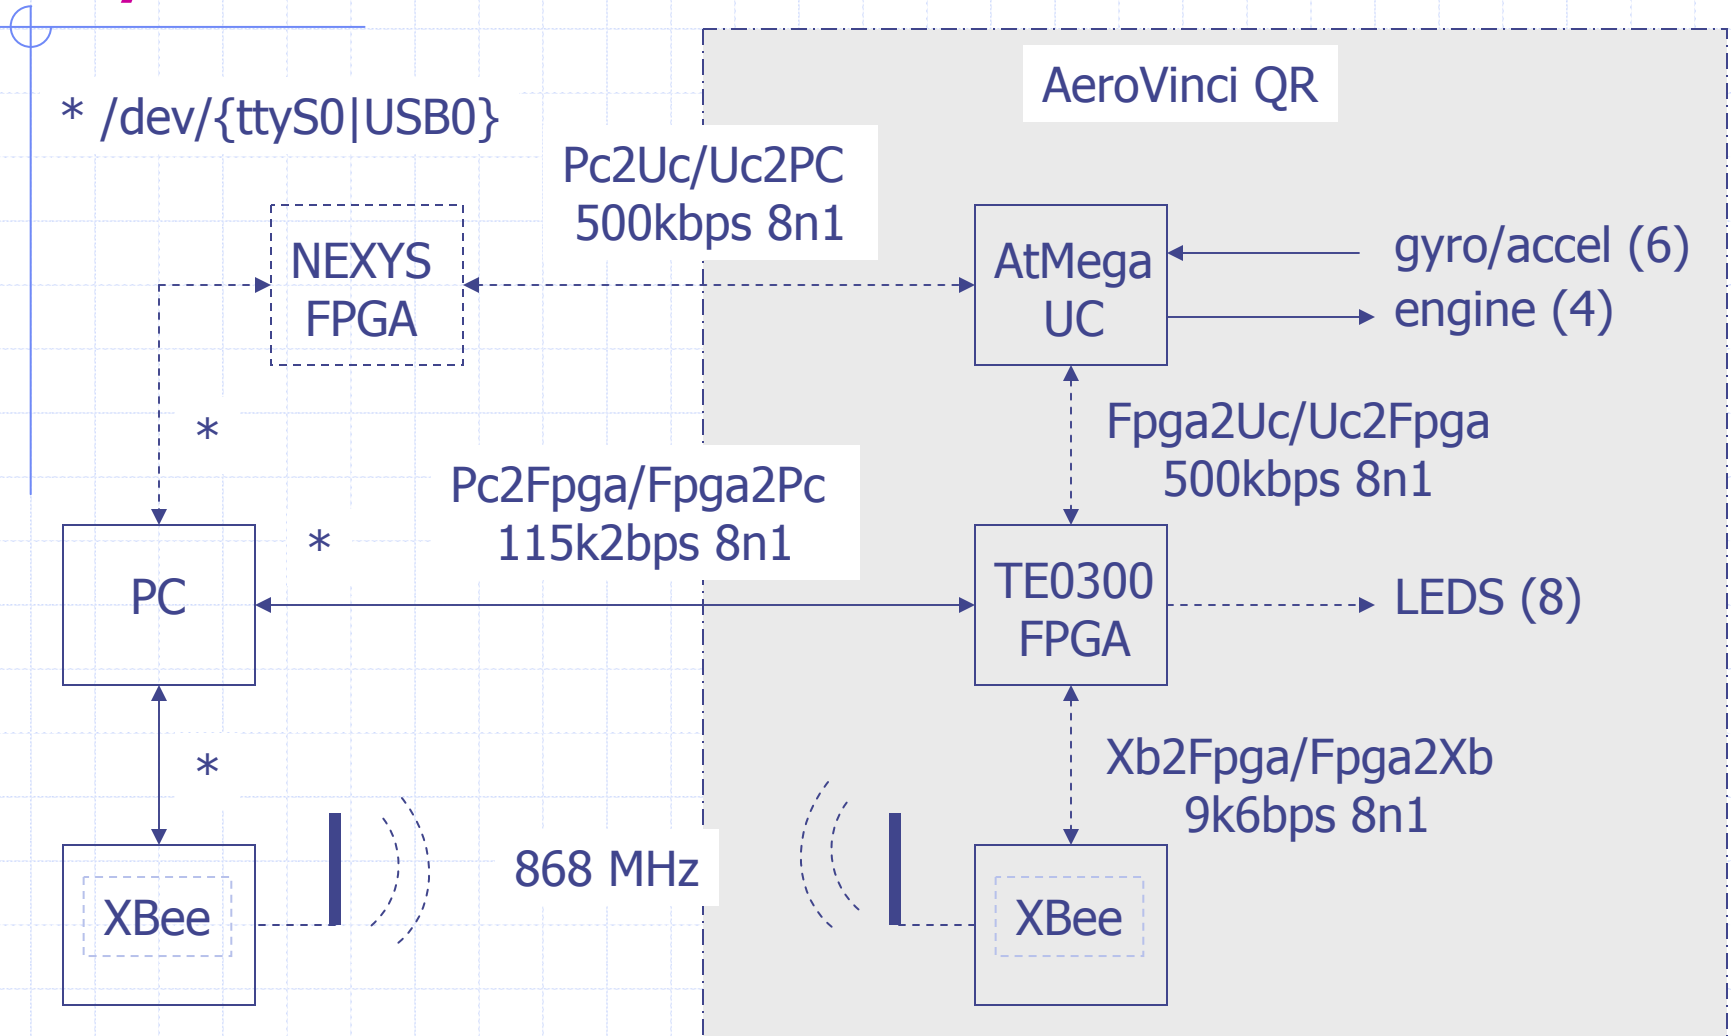 AeroVinci QR
* /dev/{ttyS0|USB0}
Pc2Uc/Uc2PC
500kbps 8n1
NEXYS
FPGA
AtMega
UC
gyro/accel (6)
engine (4)
*
Fpga2Uc/Uc2Fpga
500kbps 8n1
Pc2Fpga/Fpga2Pc
115k2bps 8n1
*
PC
TE0300
FPGA
LEDS (8)
*
Xb2Fpga/Fpga2Xb
9k6bps 8n1
868 MHz
XBee
XBee